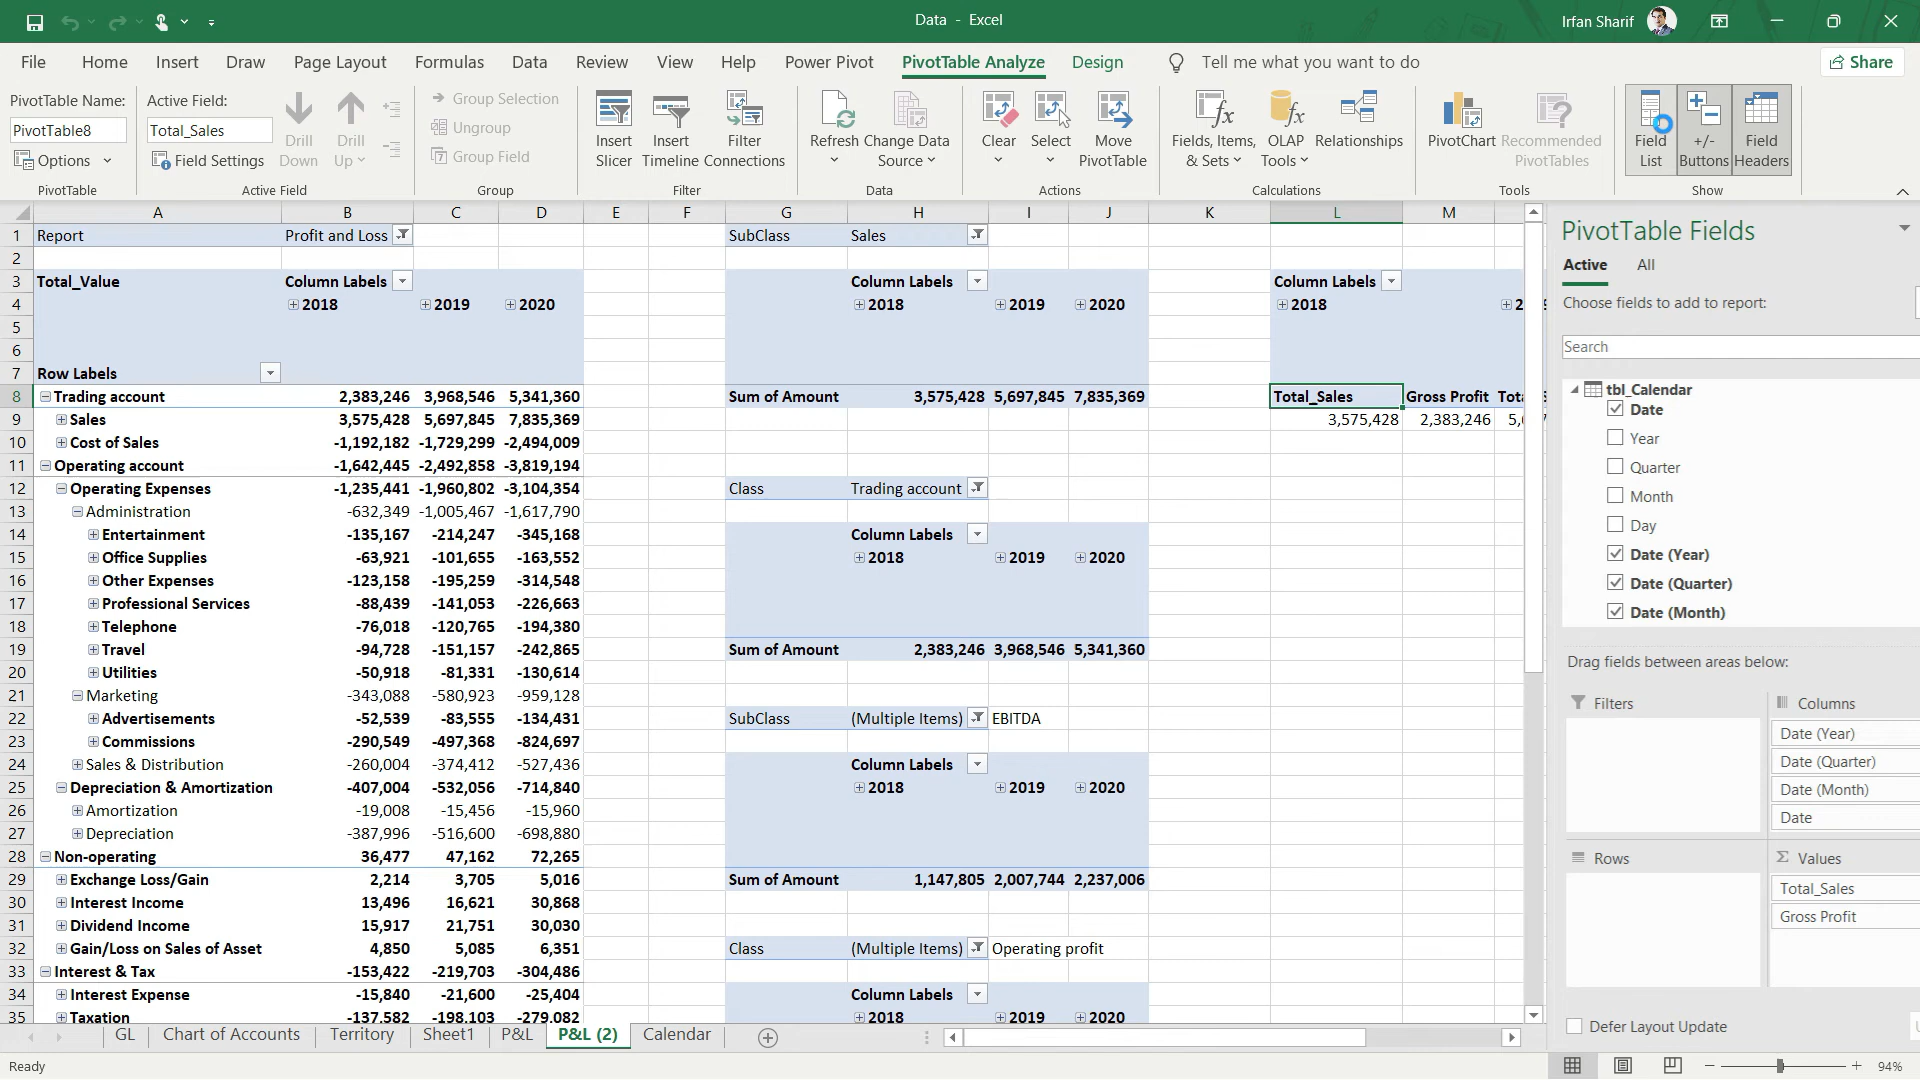 Data - Excel
Irfan Sharif
File Home Insert Draw Page Layout Formulas Data Review View Help Power Pivot PivotTable Analyze Design Tell me what you want to do Share
PivotTable Name:
PivotTable8
Options
PivotTable
Active Field:
Total_Sales
Field Settings
Drill Down
Drill Up
Active Field
Group Selection
Ungroup
Group Field
Group
Insert Slicer
Insert Timeline
Filter Connections
Filter
Refresh
Change Data Source
Data
Clear
Select
Move PivotTable
Actions
Fields, Items, & Sets
OLAP Tools
Relationships
Calculations
PivotChart
Recommended PivotTables
Tools
Field List
+/- Buttons
Field Headers
Show
A B C D E F G H I J K L M
1 Report Profit and Loss SubClass Sales
2
3 Total_Value Column Labels Column Labels Column Labels
4 2018 2019 2020 2018 2019 2020 2018
5
6
7 Row Labels
8 Trading account 2,383,246 3,968,546 5,341,360 Sum of Amount 3,575,428 5,697,845 7,835,369 Total_Sales Gross Profit
9 Sales 3,575,428 5,697,845 7,835,369 3,575,428 2,383,246
10 Cost of Sales -1,192,182 -1,729,299 -2,494,009
11 Operating account -1,642,445 -2,492,858 -3,819,194
12 Operating Expenses -1,235,441 -1,960,802 -3,104,354 Class Trading account
13 Administration -632,349 -1,005,467 -1,617,790
14 Entertainment -135,167 -214,247 -345,168 Column Labels
15 Office Supplies -63,921 -101,655 -163,552 2018 2019 2020
16 Other Expenses -123,158 -195,259 -314,548
17 Professional Services -88,439 -141,053 -226,663
18 Telephone -76,018 -120,765 -194,380
19 Travel -94,728 -151,157 -242,865 Sum of Amount 2,383,246 3,968,546 5,341,360
20 Utilities -50,918 -81,331 -130,614
21 Marketing -343,088 -580,923 -959,128
22 Advertisements -52,539 -83,555 -134,431 SubClass (Multiple Items) EBITDA
23 Commissions -290,549 -497,368 -824,697
24 Sales & Distribution -260,004 -374,412 -527,436 Column Labels
25 Depreciation & Amortization -407,004 -532,056 -714,840 2018 2019 2020
26 Amortization -19,008 -15,456 -15,960
27 Depreciation -387,996 -516,600 -698,880
28 Non-operating 36,477 47,162 72,265
29 Exchange Loss/Gain 2,214 3,705 5,016 Sum of Amount 1,147,805 2,007,744 2,237,006
30 Interest Income 13,496 16,621 30,868
31 Dividend Income 15,917 21,751 30,030
32 Gain/Loss on Sales of Asset 4,850 5,085 6,351 Class (Multiple Items) Operating profit
33 Interest & Tax -153,422 -219,703 -304,486
34 Interest Expense -15,840 -21,600 -25,404 Column Labels
35 Taxation -137,582 -198,103 -279,082 2018 2019 2020
PivotTable Fields
Active All
Choose fields to add to report:
Search
tbl_Calendar
Date
Year
Quarter
Month
Day
Date (Year)
Date (Quarter)
Date (Month)
Drag fields between areas below:
Filters
Columns
Date (Year)
Date (Quarter)
Date (Month)
Date
Rows
Σ Values
Total_Sales
Gross Profit
Defer Layout Update
GL Chart of Accounts Territory Sheet1 P&L P&L (2) Calendar
Ready
94%